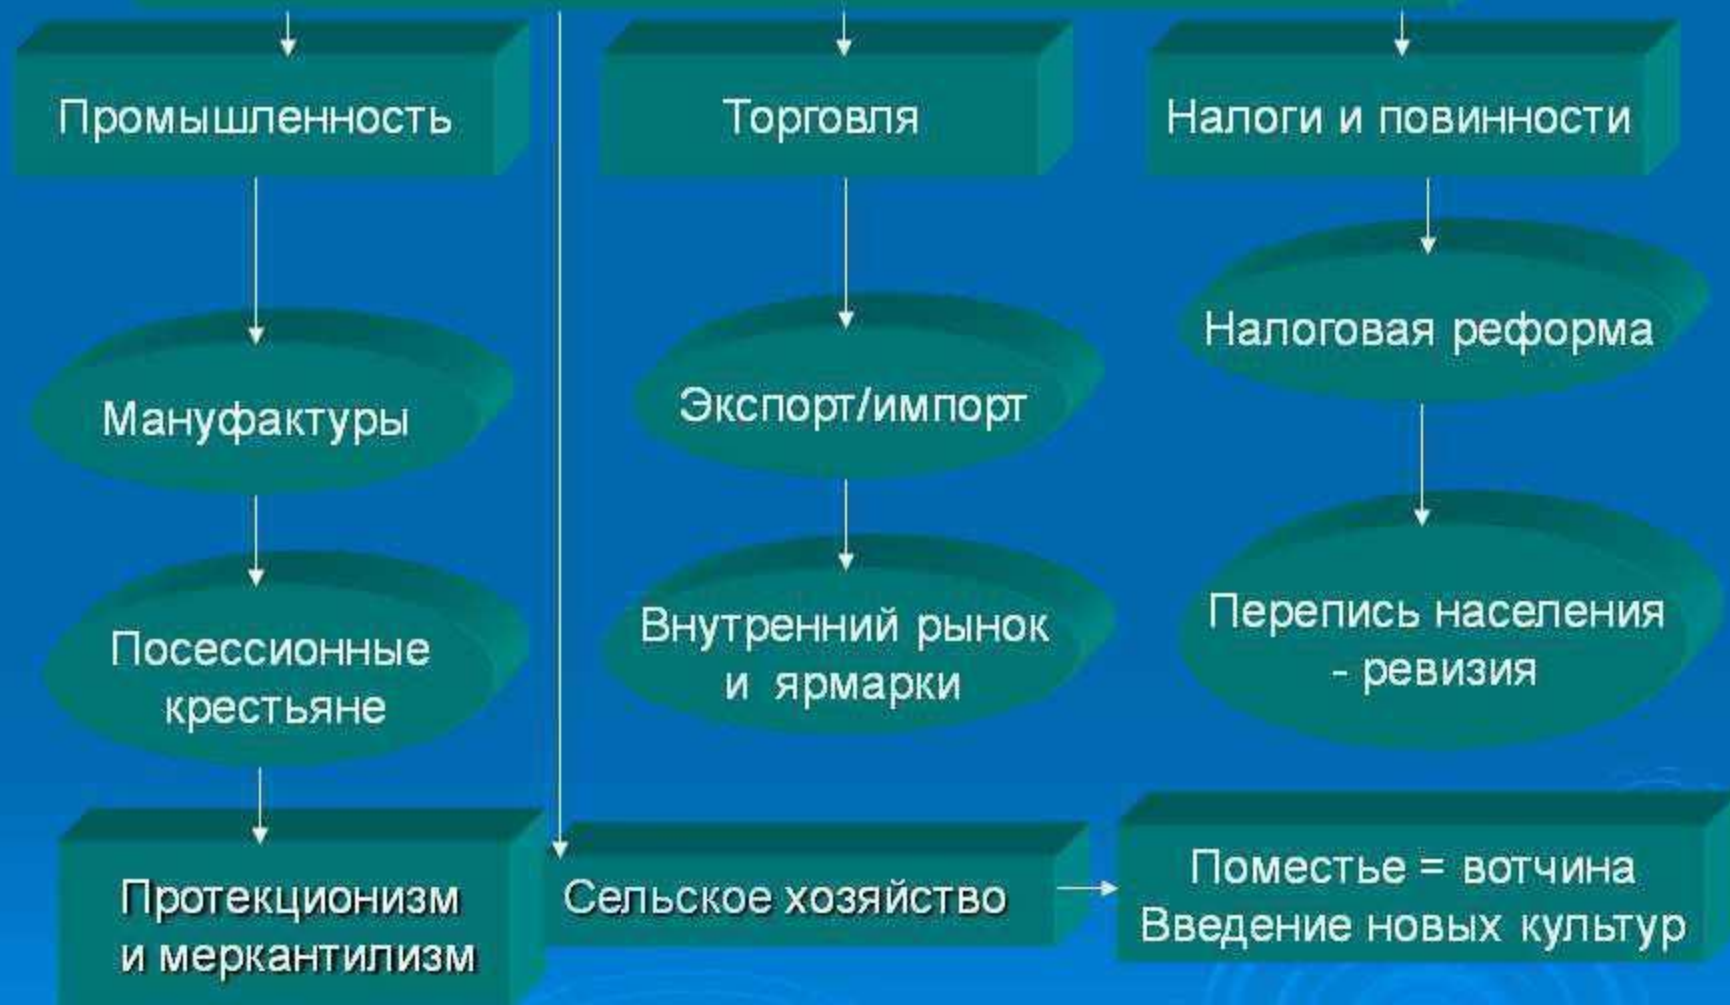 Промышленность
Торговля
Налоги и повинности
Мануфактуры
Экспорт/импорт
Налоговая реформа
Посессионные
крестьяне
Внутренний рынок
и ярмарки
Перепись населения
- ревизия
Протекционизм
и меркантилизм
Сельское хозяйство
Поместье = вотчина
Введение новых культур